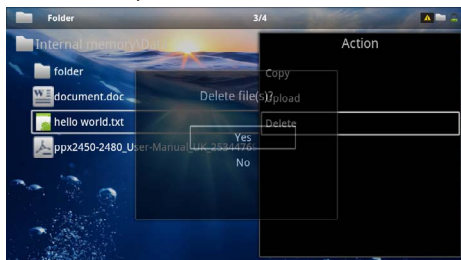 Folder
3/4
Internal memory\Do
Action
folder
Copy
document.doc
Delete file(s)?
Upload
hello world.txt
Delete
ppx2450-2480_User-Manual_UK_2534476
Yes
No